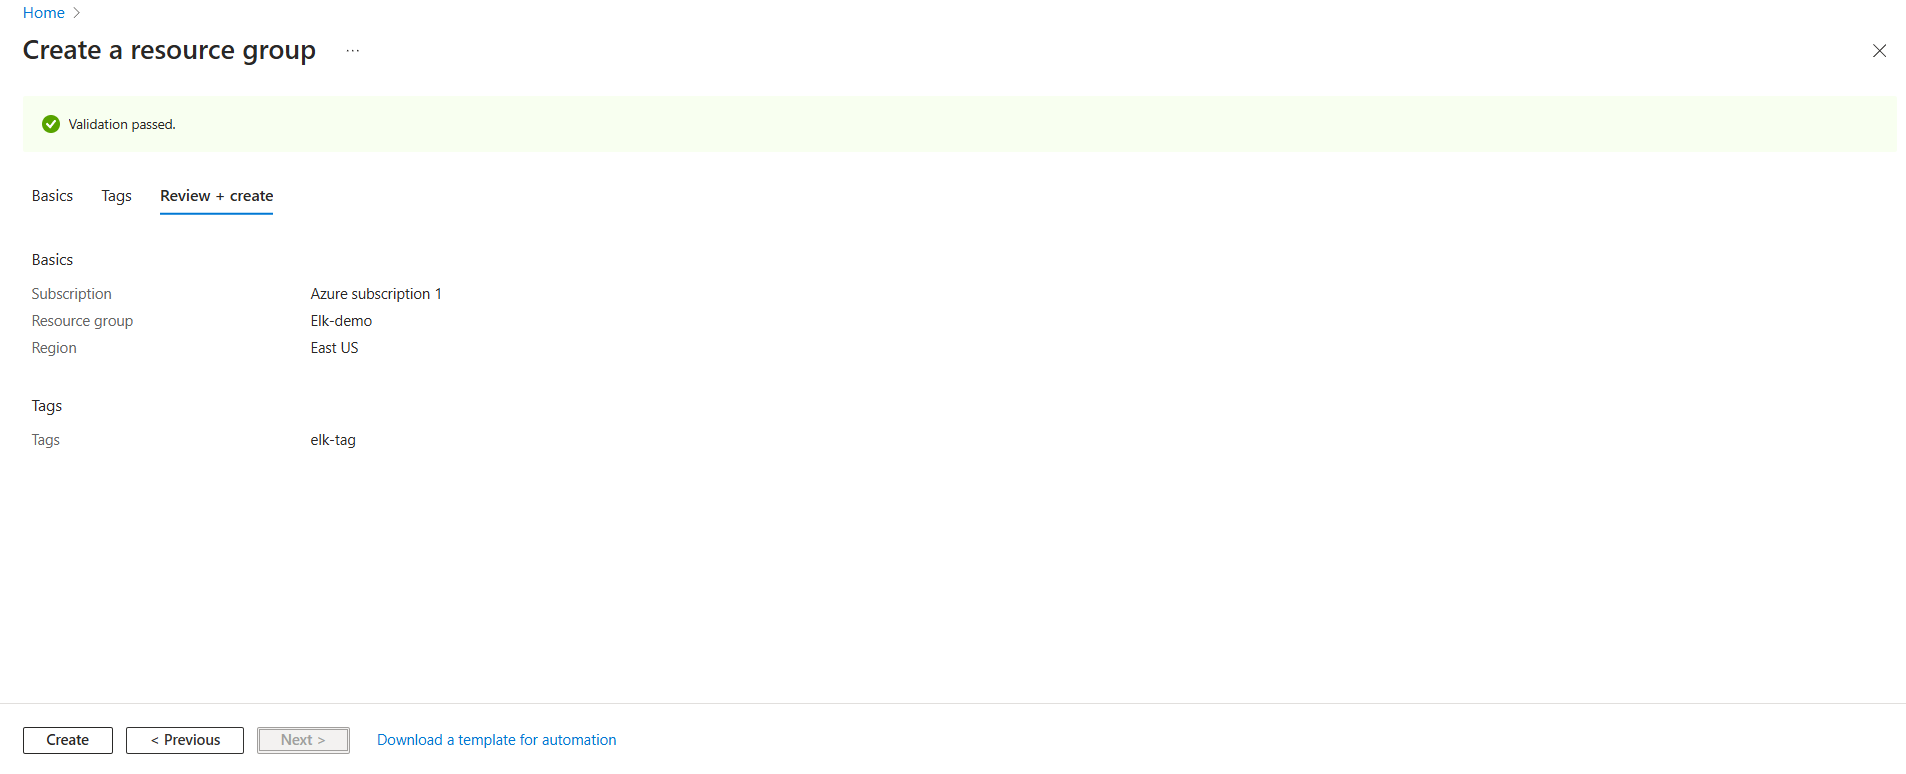 Home >
Create a resource group ...
Validation passed.
Basics Tags Review + create
Basics
Subscription Azure subscription 1
Resource group Elk-demo
Region East US
Tags
Tags elk-tag
Create < Previous Next > Download a template for automation